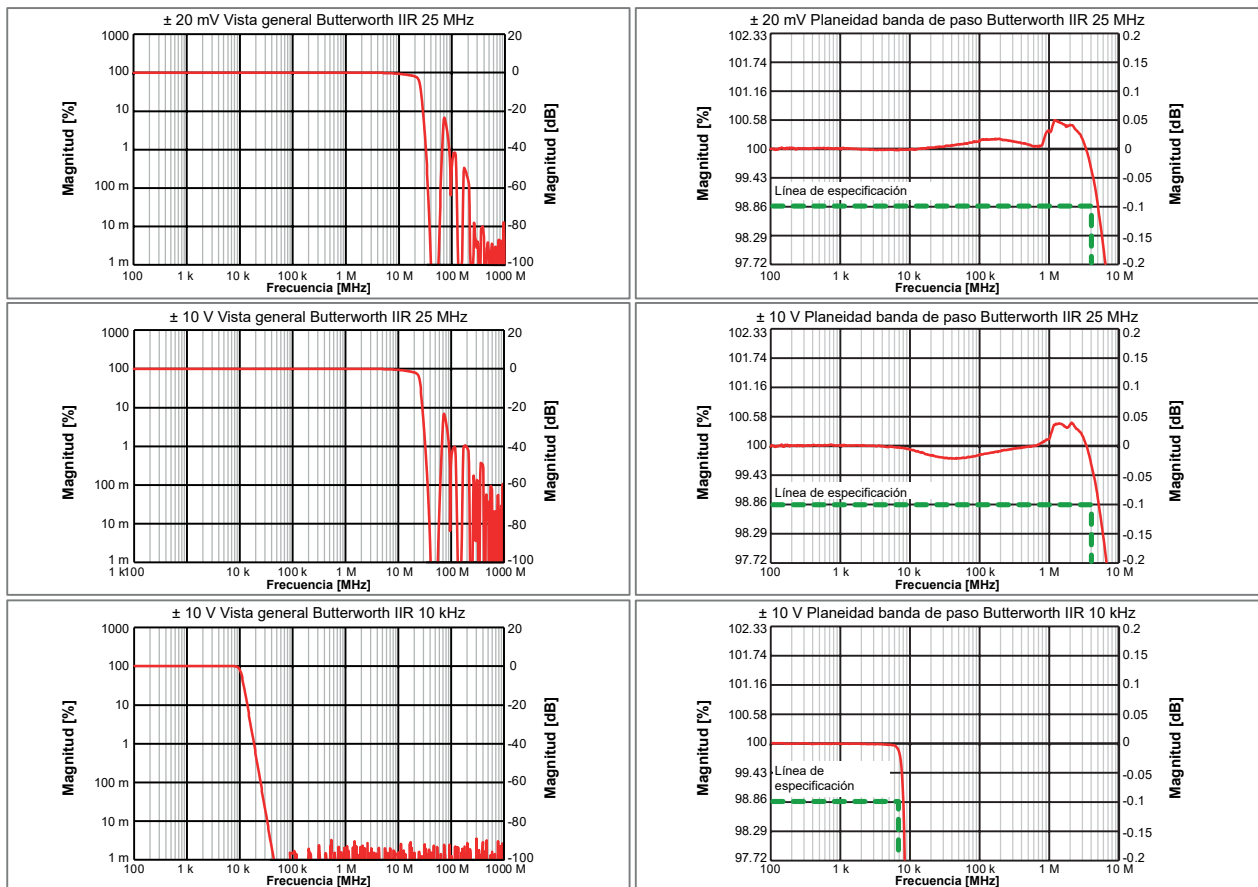 ± 20 mV Vista general Butterworth IIR 25 MHz
1000
100
10
1
100 m
10 m
1 m
20
0
-20
-40
-60
-80
-100
Magnitud [%]
Magnitud [dB]
100 1 k 10 k 100 k 1 M 10 M 100 M 1000 M
Frecuencia [MHz]
± 20 mV Planeidad banda de paso Butterworth IIR 25 MHz
102.33
101.74
101.16
100.58
100
99.43
98.86
98.29
97.72
0.2
0.15
0.1
0.05
0
-0.05
-0.1
-0.15
-0.2
Magnitud [%]
Magnitud [dB]
Línea de especificación
100 1 k 10 k 100 k 1 M 10 M
Frecuencia [MHz]
± 10 V Vista general Butterworth IIR 25 MHz
1000
100
10
1
100 m
10 m
1 m
20
0
-20
-40
-60
-80
-100
Magnitud [%]
Magnitud [dB]
1 k100 10 k 100 k 1 M 10 M 100 M 1000 M
Frecuencia [MHz]
± 10 V Planeidad banda de paso Butterworth IIR 25 MHz
102.33
101.74
101.16
100.58
100
99.43
98.86
98.29
97.72
0.2
0.15
0.1
0.05
0
-0.05
-0.1
-0.15
-0.2
Magnitud [%]
Magnitud [dB]
Línea de especificación
100 1 k 10 k 100 k 1 M 10 M
Frecuencia [MHz]
± 10 V Vista general Butterworth IIR 10 kHz
1000
100
10
1
100 m
10 m
1 m
20
0
-20
-40
-60
-80
-100
Magnitud [%]
Magnitud [dB]
100 1 k 10 k 100 k 1 M 10 M 100 M 1000 M
Frecuencia [MHz]
± 10 V Planeidad banda de paso Butterworth IIR 10 kHz
102.33
101.74
101.16
100.58
100
99.43
98.86
98.29
97.72
0.2
0.15
0.1
0.05
0
-0.05
-0.1
-0.15
-0.2
Magnitud [%]
Magnitud [dB]
Línea de
especificación
100 1 k 10 k 100 k 1 M 10 M
Frecuencia [MHz]